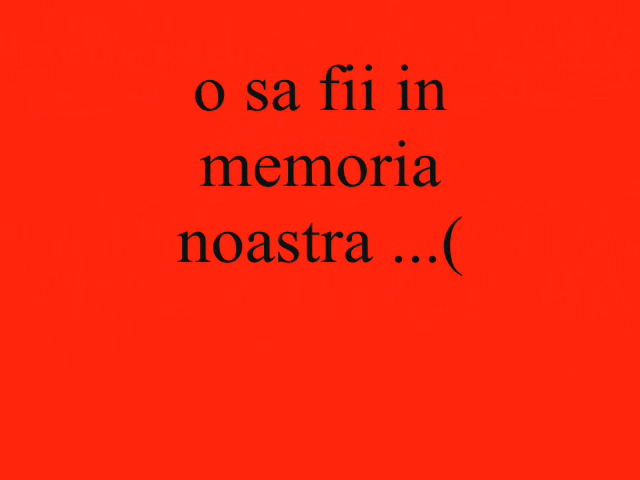 o sa fii in
memoria
noastra ...(